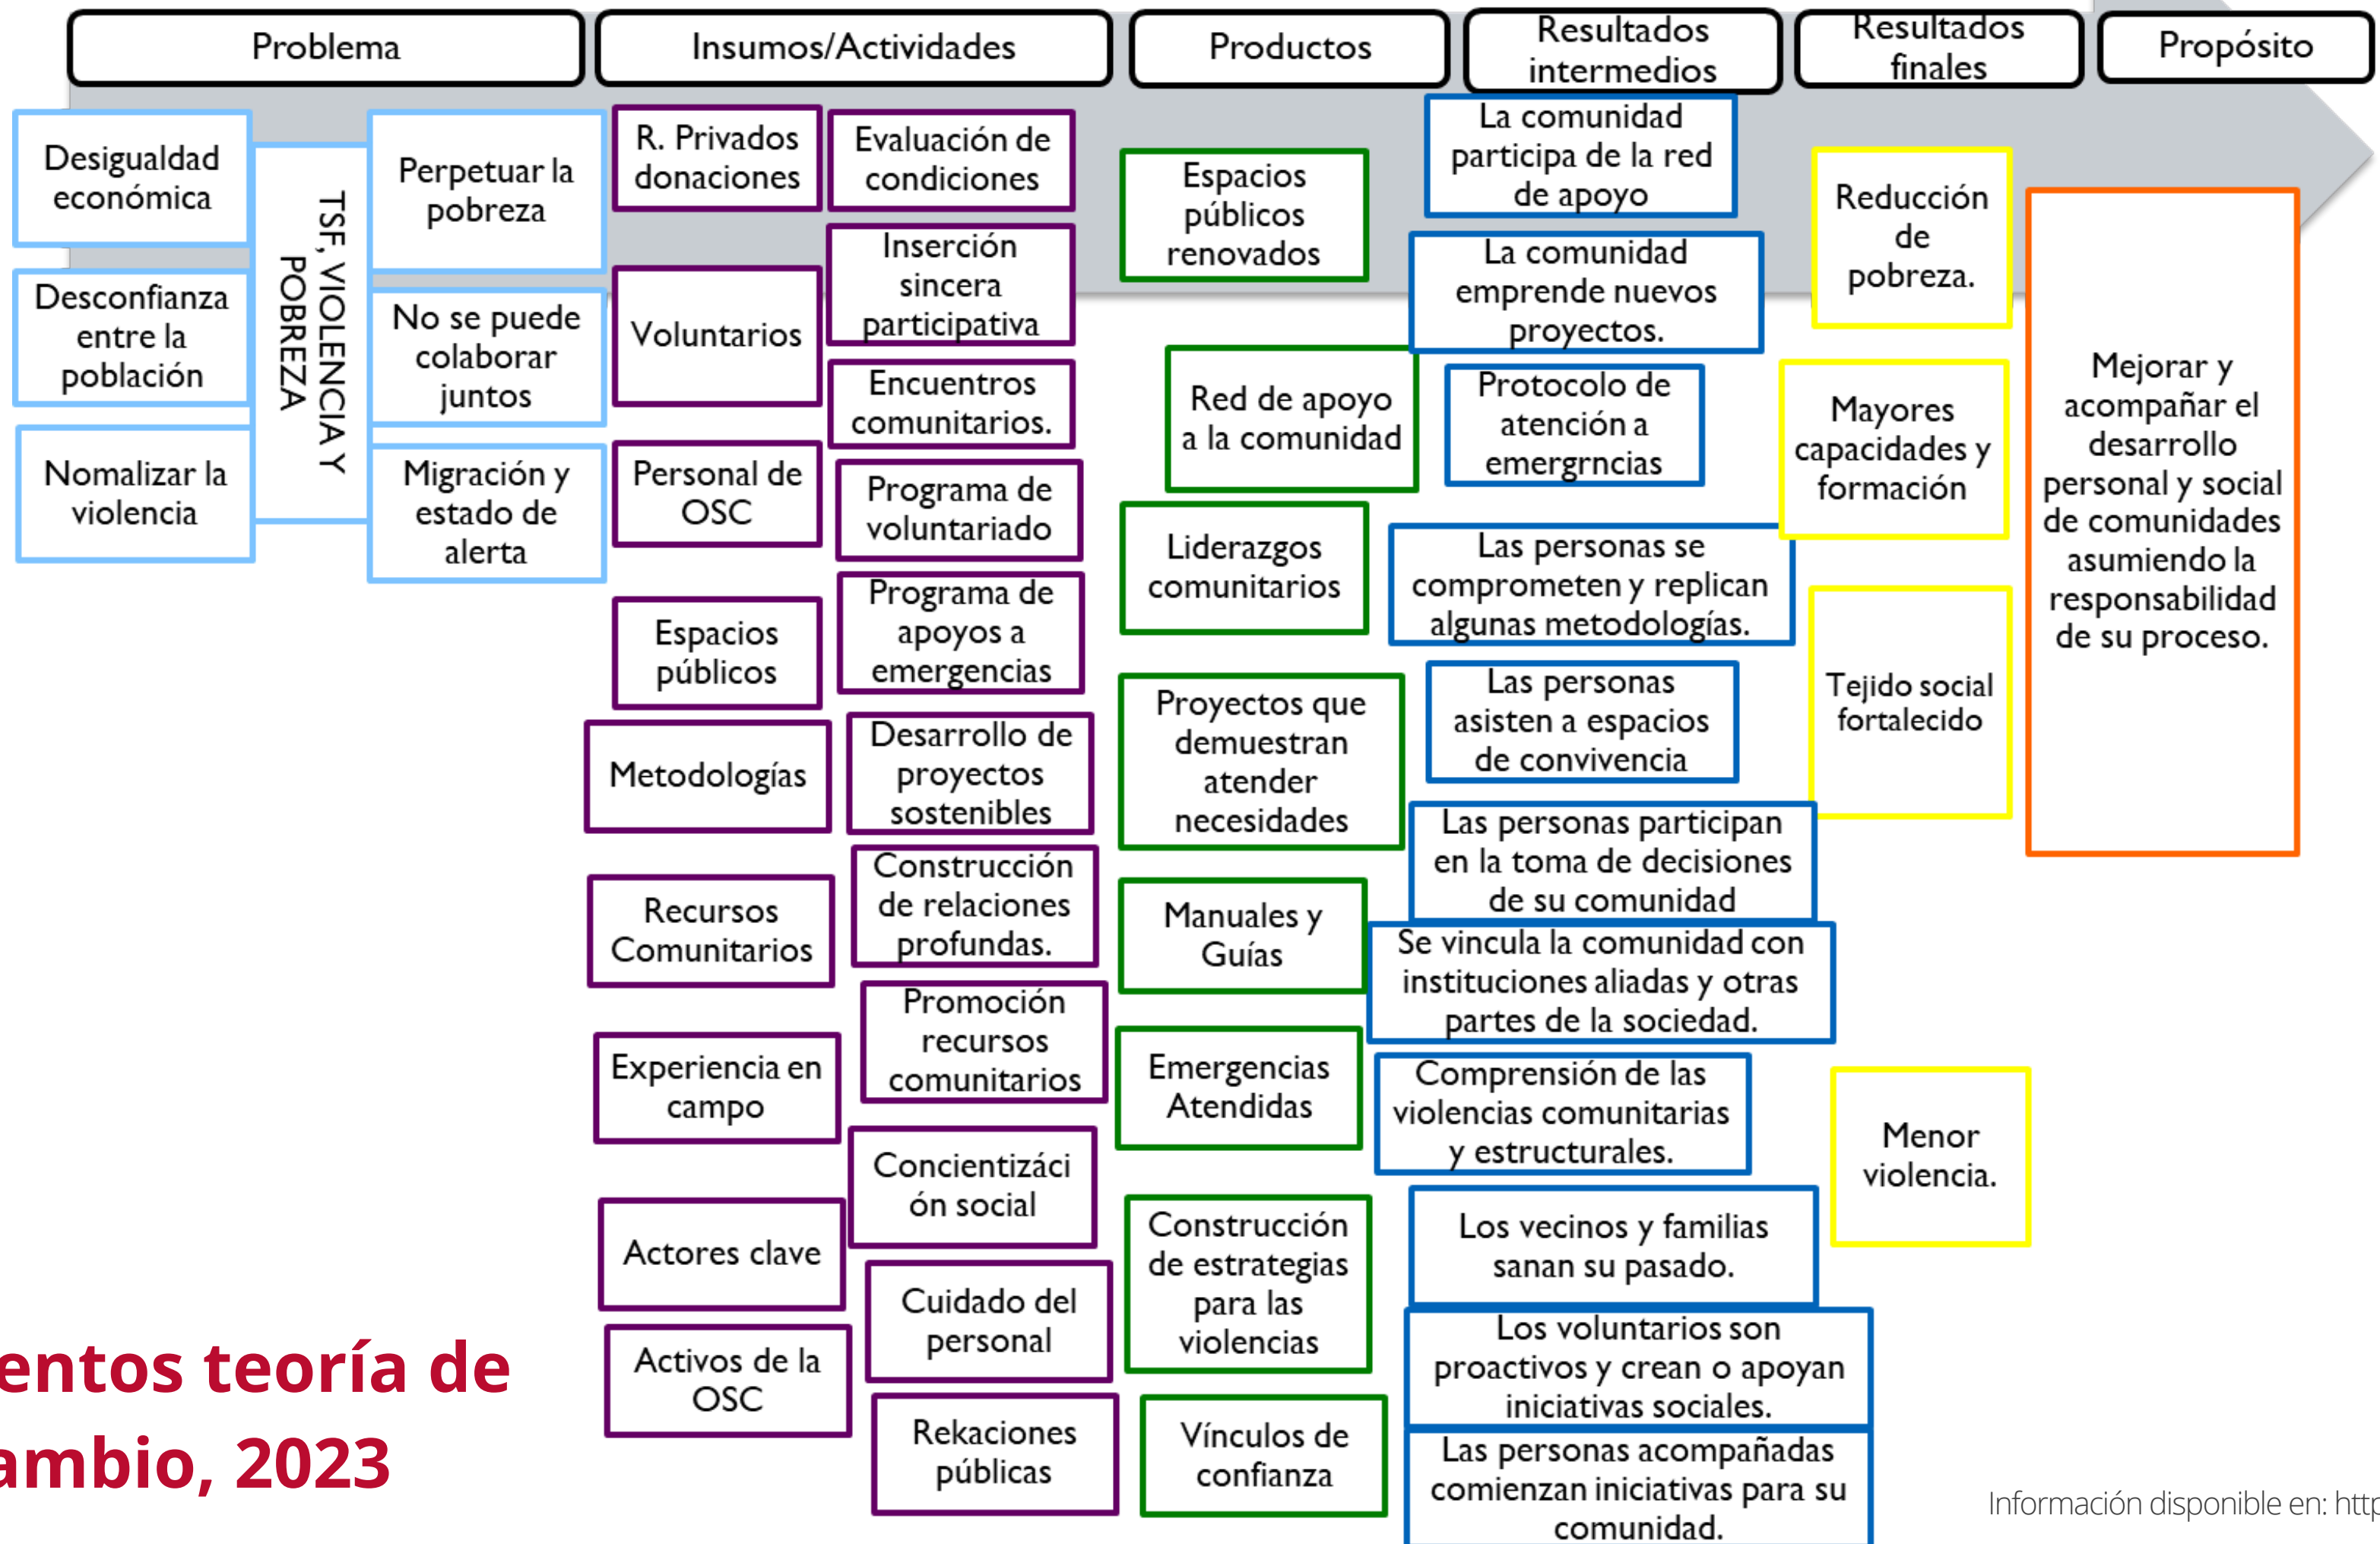 Problema
Insumos/Actividades
Productos
Resultados
intermedios
Resultados
finales
Propósito
Desigualdad
económica
Desconfianza
entre la
población
Nomalizar la
violencia
TSF, VIOLENCIA Y
POBREZA
Perpetuar la
pobreza
No se puede
colaborar
juntos
Migración y
estado de
alerta
R. Privados
donaciones
Voluntarios
Personal de
OSC
Espacios
públicos
Metodologías
Recursos
Comunitarios
Experiencia en
campo
Actores clave
Activos de la
OSC
Evaluación de
condiciones
Inserción
sincera
participativa
Encuentros
comunitarios.
Programa de
voluntariado
Programa de
apoyos a
emergencias
Desarrollo de
proyectos
sostenibles
Construcción
de relaciones
profundas.
Promoción
recursos
comunitarios
Concientizáci
ón social
Cuidado del
personal
Rekaciones
públicas
Espacios
públicos
renovados
Red de apoyo
a la comunidad
Liderazgos
comunitarios
Proyectos que
demuestran
atender
necesidades
Manuales y
Guías
Emergencias
Atendidas
Construcción
de estrategias
para las
violencias
Vínculos de
confianza
La comunidad
participa de la red
de apoyo
La comunidad
emprende nuevos
proyectos.
Protocolo de
atención a
emergrncias
Las personas se
comprometen y replican
algunas metodologías.
Las personas
asisten a espacios
de convivencia
Las personas participan
en la toma de decisiones
de su comunidad
Se vincula la comunidad con
instituciones aliadas y otras
partes de la sociedad.
Comprensión de las
violencias comunitarias
y estructurales.
Los vecinos y familias
sanan su pasado.
Los voluntarios son
proactivos y crean o apoyan
iniciativas sociales.
Las personas acompañadas
comienzan iniciativas para su
comunidad.
Reducción
de
pobreza.
Mayores
capacidades y
formación
Tejido social
fortalecido
Menor
violencia.
Mejorar y
acompañar el
desarrollo
personal y social
de comunidades
asumiendo la
responsabilidad
de su proceso.
entos teoría de
ambio, 2023
Información disponible en: http